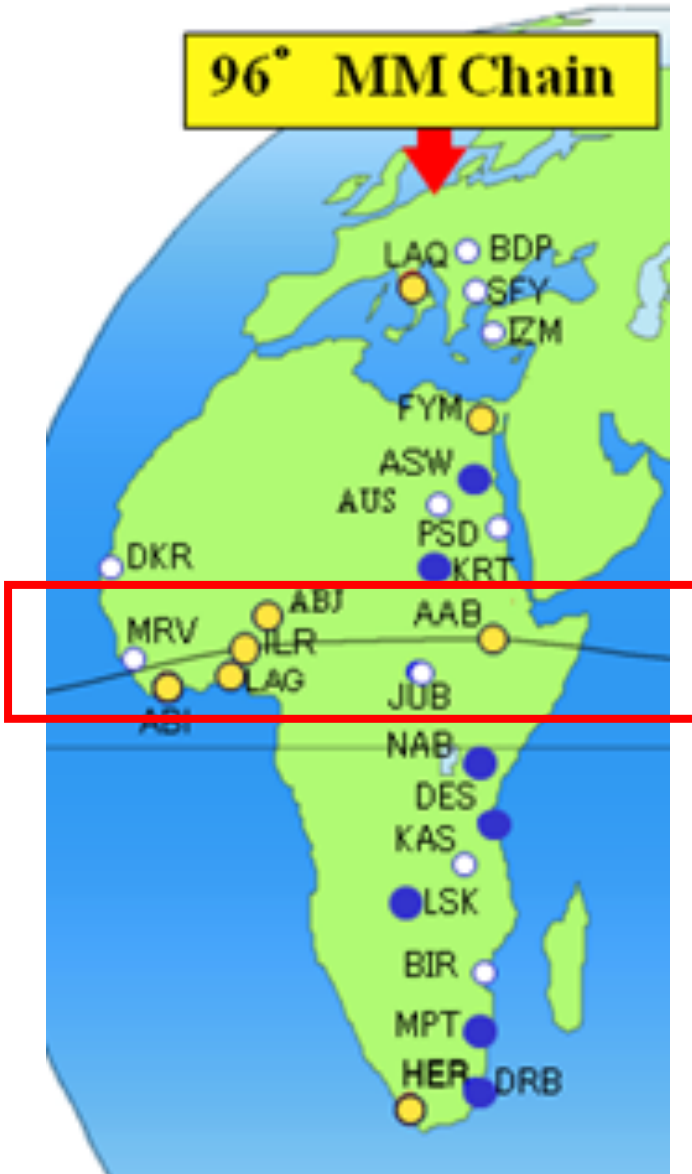 96° MM Chain
LAQ
BDP
SFY
IZM
FYM
ASW
AUS
PSD
DKR
KRT
ABJ
AAB
MRV
ILR
LAG
JUB
ABI
NAB
DES
KAS
LSK
BIR
MPT
HER
DRB